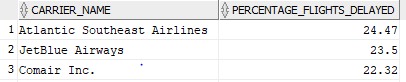 CARRIER_NAME PERCENTAGE_FLIGHTS_DELAYED
1 Atlantic Southeast Airlines 24.47
2 JetBlue Airways 23.5
3 Comair Inc. 22.32